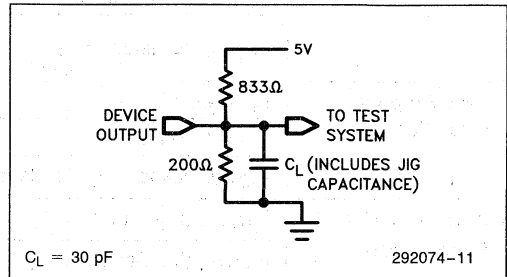 5V
833Ω
DEVICE
OUTPUT
TO TEST
SYSTEM
200Ω
CL (INCLUDES JIG
CAPACITANCE)
CL = 30 pF
292074-11